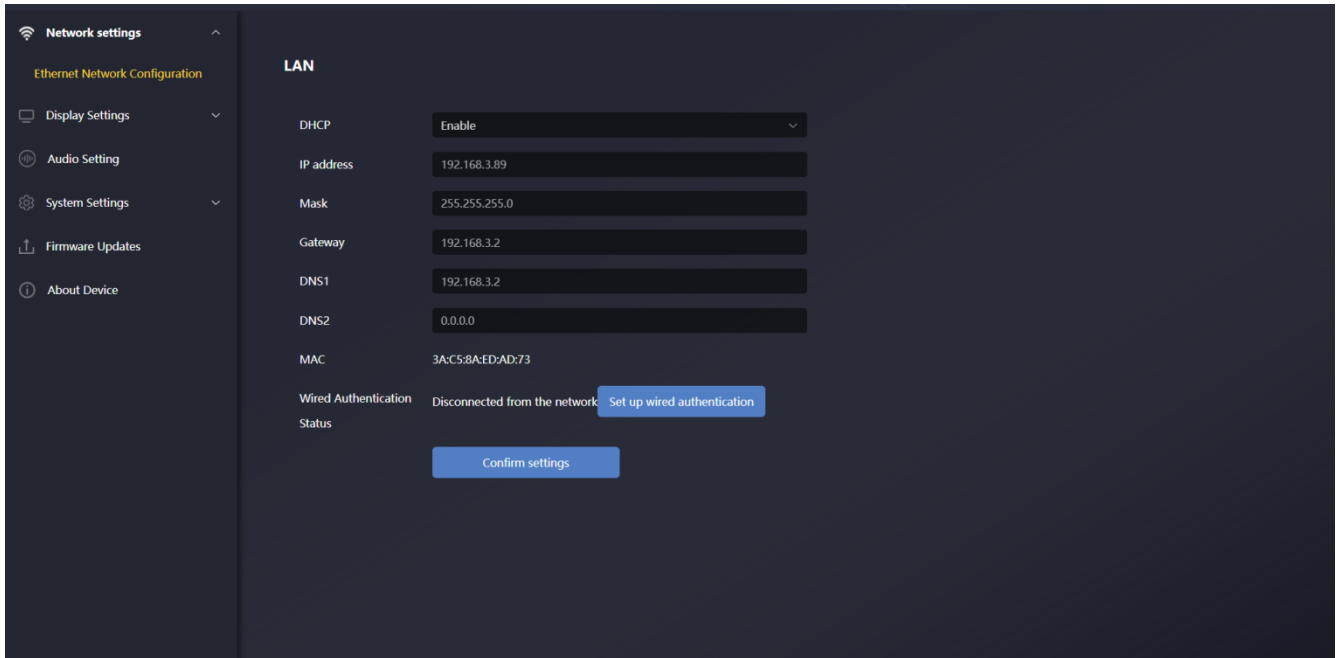 Network settings
Ethernet Network Configuration
Display Settings
Audio Setting
System Settings
Firmware Updates
About Device
LAN
DHCP Enable
IP address 192.168.3.89
Mask 255.255.255.0
Gateway 192.168.3.2
DNS1 192.168.3.2
DNS2 0.0.0.0
MAC 3A:C5:8A:ED:AD:73
Wired Authentication Status Disconnected from the network Set up wired authentication
Confirm settings